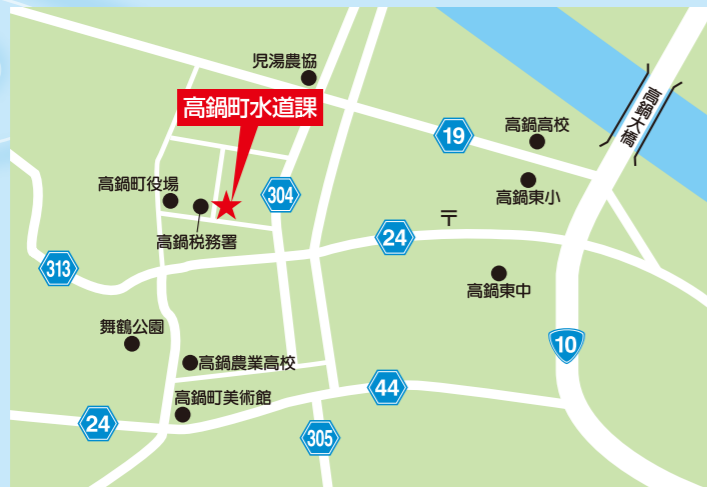 児湯農協
高鍋町水道課
高鍋大橋
19
高鍋高校
高鍋町役場
304
高鍋東小
〒
高鍋税務署
24
313
高鍋東中
舞鶴公園
10
高鍋農業高校
44
高鍋町美術館
24
305